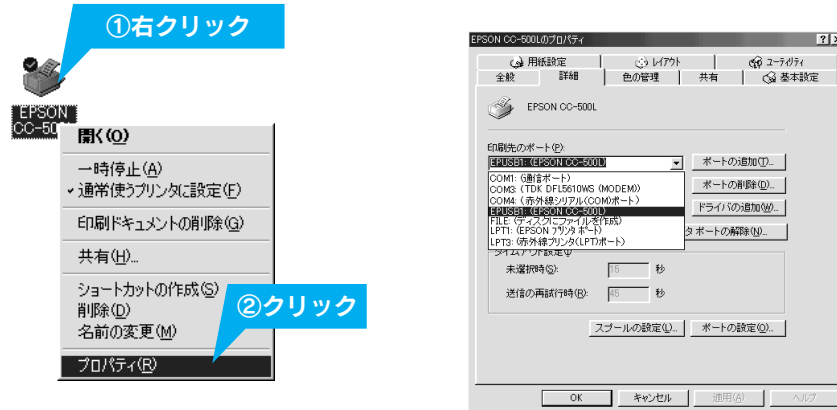 ①右クリック
EPSON
CC-50
開く(O)
一時停止(A)
通常使うプリンタに設定(F)
印刷ドキュメントの削除(G)
共有(H)...
ショートカットの作成(S)
削除(D)
名前の変更(M)
プロパティ(R)
②クリック
EPSON CC-500Lのプロパティ
用紙設定
レイアウト
ユーティリティ
全般
詳細
色の管理
共有
基本設定
EPSON CC-500L
印刷先のポート(P):
EPUSB1: (EPSON CC-500L)
ポートの追加(T)...
COM1: (通信ポート)
COM3: (TDK DFL5610WS (MODEM))
COM4: (赤外線シリアル(COM)ポート)
EPUSB1: (EPSON CC-500L)
FILE: (ディスクにファイルを作成)
LPT1: (EPSON プリンタ ポート)
LPT3: (赤外線プリンタ(LPT)ポート)
ポートの削除(D)...
ドライバの追加(W)...
タ ポートの解除(N)...
タイムアウト設定
未選択時(S):
15
秒
送信の再試行時(R):
45
秒
スプールの設定(L)...
ポートの設定(O)...
OK
キャンセル
適用(A)
ヘルプ